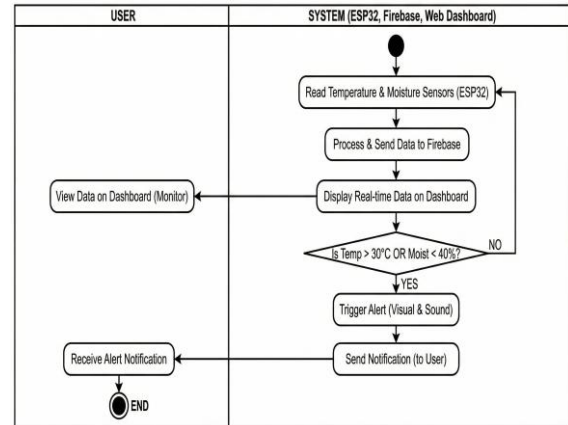 USER
SYSTEM (ESP32, Firebase, Web Dashboard)
Read Temperature & Moisture Sensors (ESP32)
Process & Send Data to Firebase
View Data on Dashboard (Monitor)
Display Real-time Data on Dashboard
Is Temp > 30°C OR Moist < 40%?
NO
YES
Trigger Alert (Visual & Sound)
Receive Alert Notification
Send Notification (to User)
END